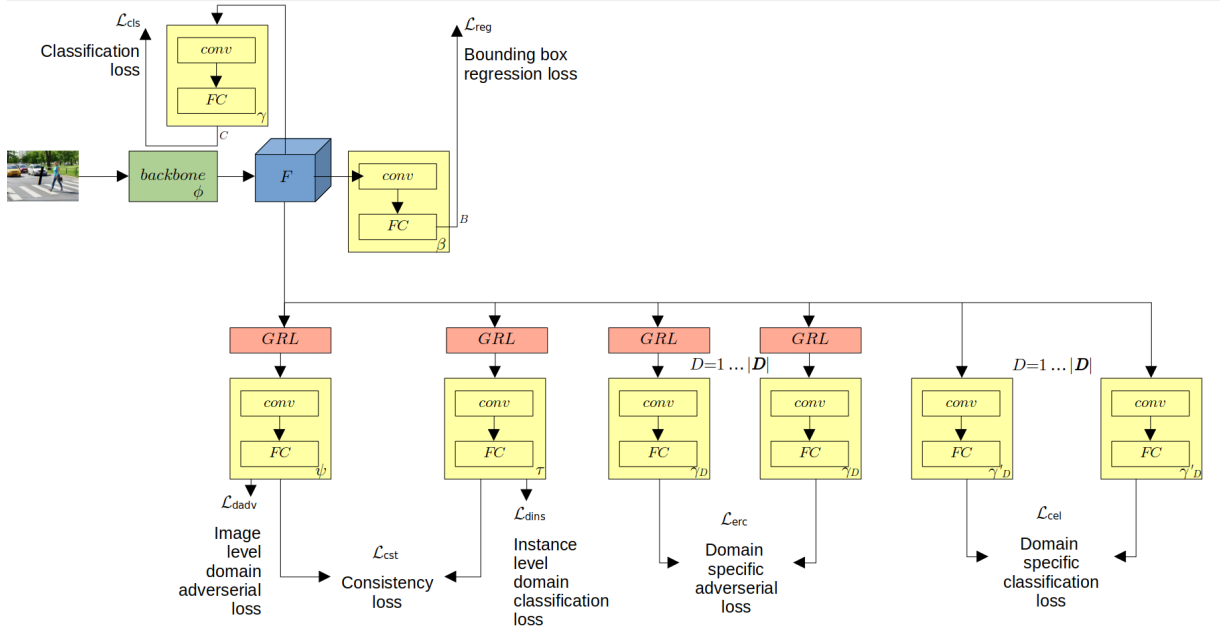 ℒcls
Classification
loss
conv
FC
γ
C
ℒreg
Bounding box
regression loss
backbone
ϕ
F
conv
FC
β
B
GRL
GRL
GRL
GRL
D=1 ... |D|
D=1 ... |D|
conv
FC
ψ
conv
FC
τ
conv
FC
γD
conv
FC
γD
conv
FC
γ'D
conv
FC
γ'D
ℒdadv
Image
level
domain
adverserial
loss
ℒcst
Consistency
loss
ℒdins
Instance
level
domain
classification
loss
ℒerc
Domain
specific
adverserial
loss
ℒcel
Domain
specific
classification
loss